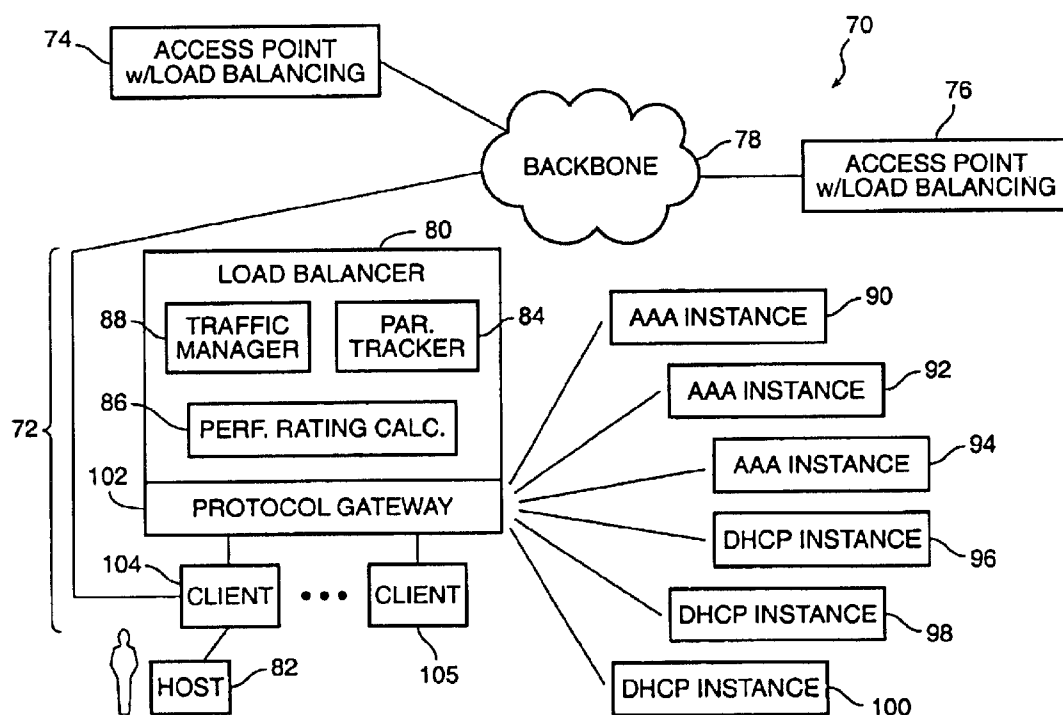 74
ACCESS POINT
w/LOAD BALANCING
70
76
BACKBONE
78
ACCESS POINT
w/LOAD BALANCING
80
LOAD BALANCER
88
TRAFFIC
MANAGER
PAR.
TRACKER
84
90
AAA INSTANCE
92
AAA INSTANCE
72
86
PERF. RATING CALC.
94
AAA INSTANCE
102
PROTOCOL GATEWAY
DHCP INSTANCE
96
104
CLIENT
CLIENT
DHCP INSTANCE
98
105
HOST
82
DHCP INSTANCE
100